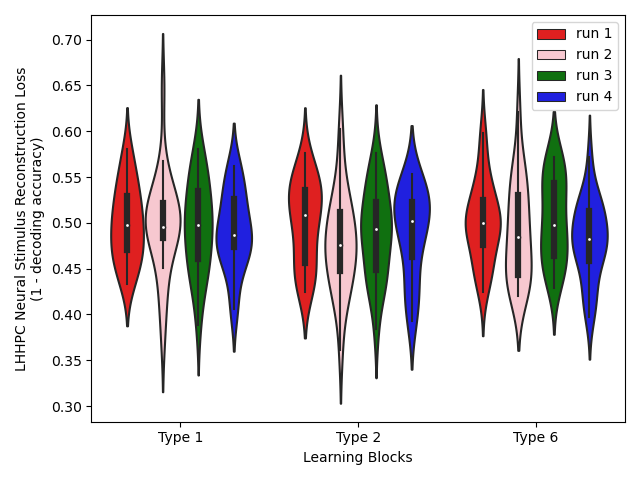 LHHPC Neural Stimulus Reconstruction Loss
(1 - decoding accuracy)
0.70
0.65
0.60
0.55
0.50
0.45
0.40
0.35
0.30
run 1
run 2
run 3
run 4
Type 1
Type 2
Type 6
Learning Blocks